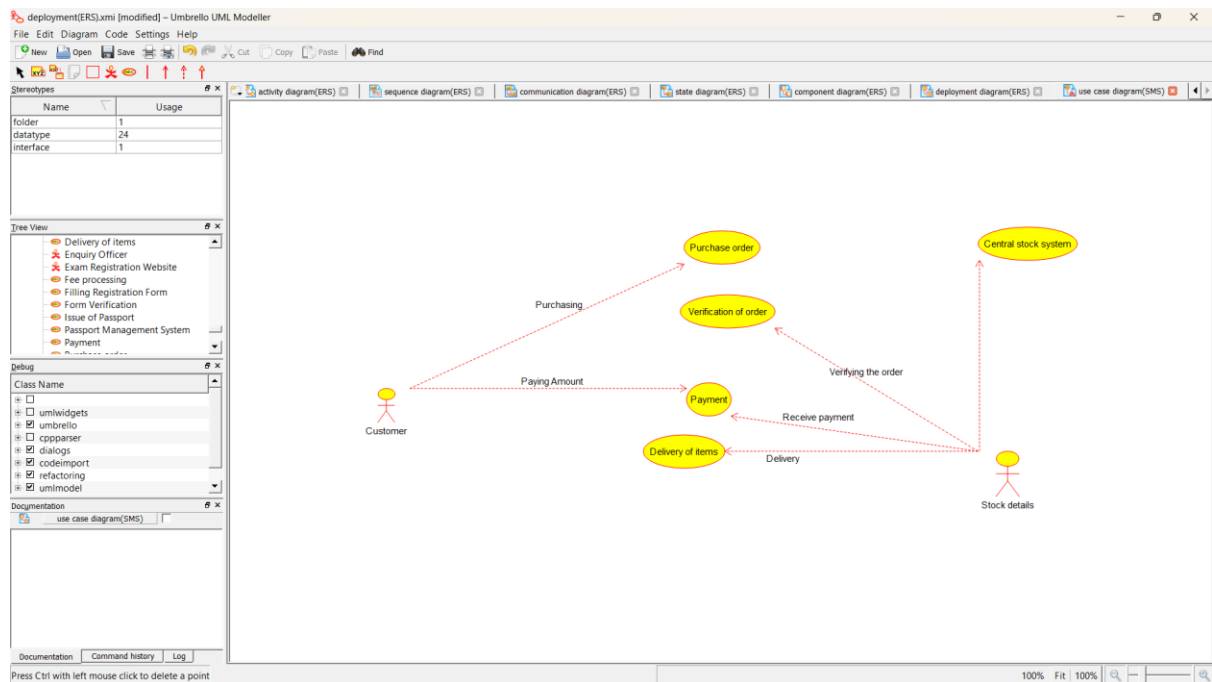 deployment(ERS).xmi [modified] – Umbrello UML Modeller
File Edit Diagram Code Settings Help
New Open Save Cut Copy Paste Find
XYZ
Stereotypes
Name Usage
folder 1
datatype 24
interface 1
Tree View
Delivery of items
Enquiry Officer
Exam Registration Website
Fee processing
Filling Registration Form
Form Verification
Issue of Passport
Passport Management System
Payment
Purchase order
Debug
Class Name
umlwidgets
umbrello
cppparser
dialogs
codeimport
refactoring
umlmodel
Documentation
use case diagram(SMS)
Documentation Command history Log
Press Ctrl with left mouse click to delete a point
activity diagram(ERS) sequence diagram(ERS) communication diagram(ERS) state diagram(ERS) component diagram(ERS) deployment diagram(ERS) use case diagram(SMS)
Purchase order
Central stock system
Purchasing
Verification of order
Verifying the order
Paying Amount
Payment
Receive payment
Customer
Delivery of items
Delivery
Stock details
100% Fit 100%